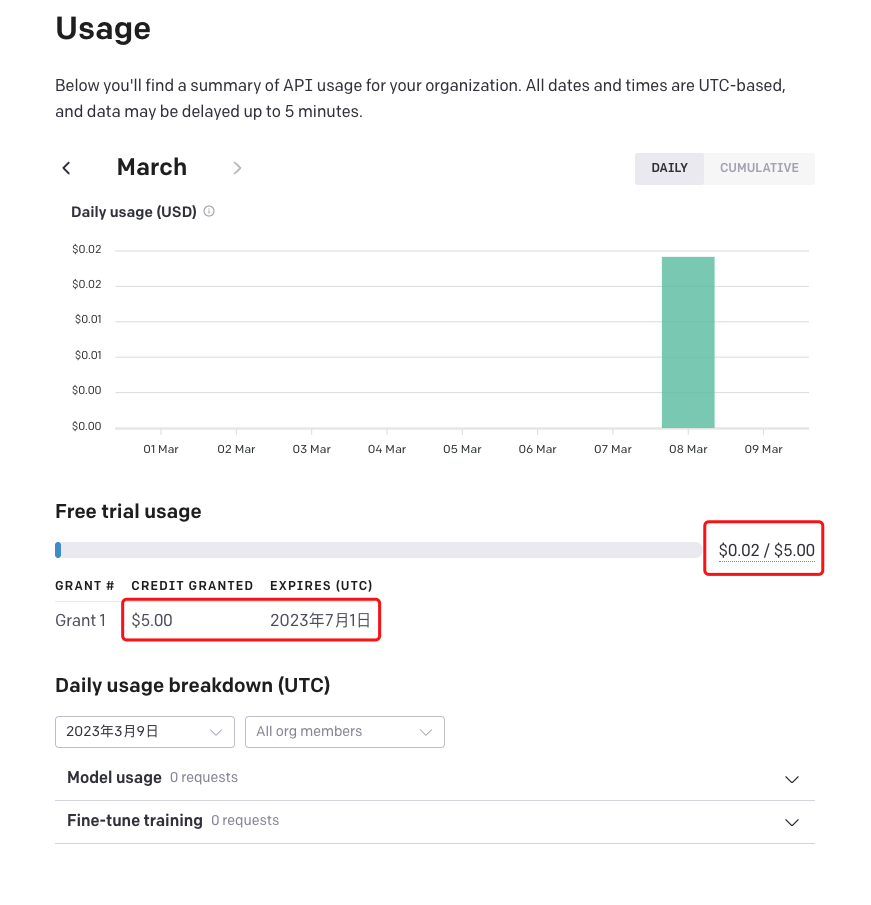 Usage
Below you'll find a summary of API usage for your organization. All dates and times are UTC-based,
and data may be delayed up to 5 minutes.
March
DAILY CUMULATIVE
Daily usage (USD)
$0.02
$0.02
$0.01
$0.01
$0.00
$0.00
01 Mar 02 Mar 03 Mar 04 Mar 05 Mar 06 Mar 07 Mar 08 Mar 09 Mar
Free trial usage
$0.02 / $5.00
GRANT # CREDIT GRANTED EXPIRES (UTC)
Grant 1 $5.00 2023年7月1日
Daily usage breakdown (UTC)
2023年3月9日 All org members
Model usage 0 requests
Fine-tune training 0 requests